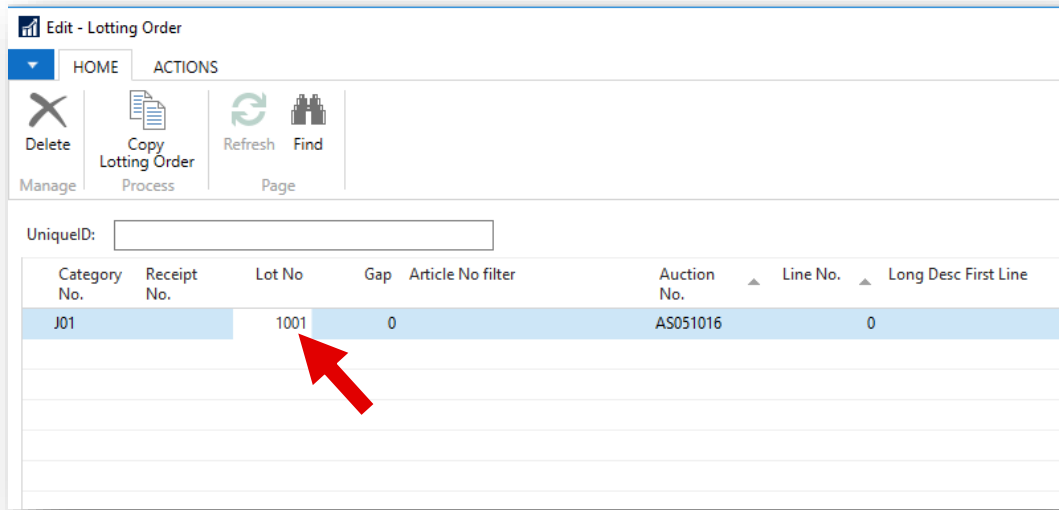 Edit - Lotting Order
HOME ACTIONS
Delete Copy Lotting Order Refresh Find
Manage Process Page
UniqueID:
Category No. Receipt No. Lot No Gap Article No filter Auction No. Line No. Long Desc First Line
J01 1001 0 AS051016 0